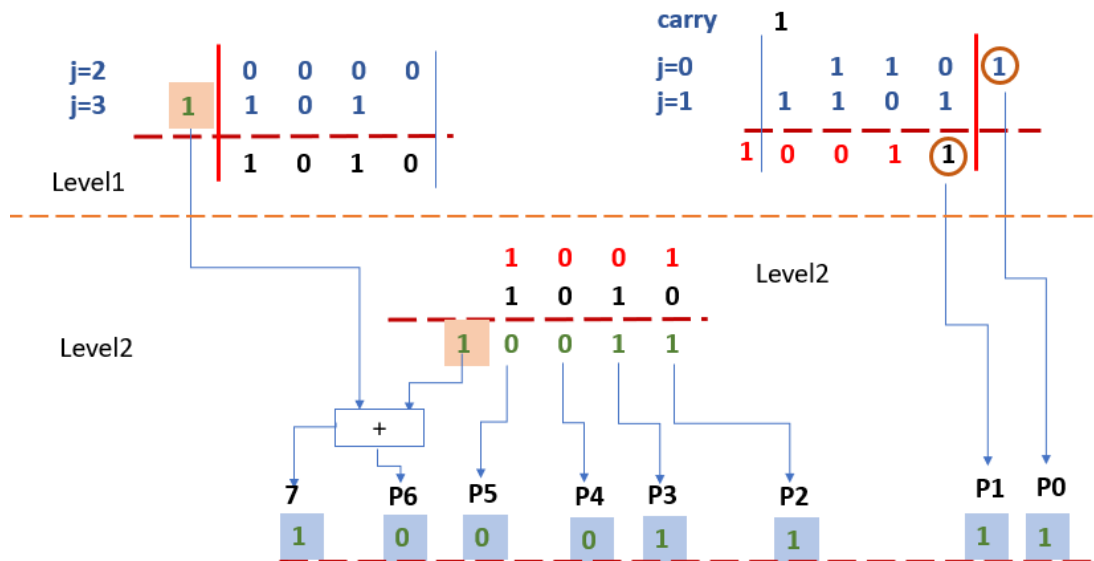 carry 1
j=2 0 0 0 0
j=3 1 1 0 1
1 0 1 0
Level1
j=0 1 1 0 1
j=1 1 1 0 1
1 0 0 1 1
1 0 0 1
1 0 1 0
Level2
1 0 0 1 1
Level2
+
7 P6 P5 P4 P3 P2 P1 P0
1 0 0 0 1 1 1 1